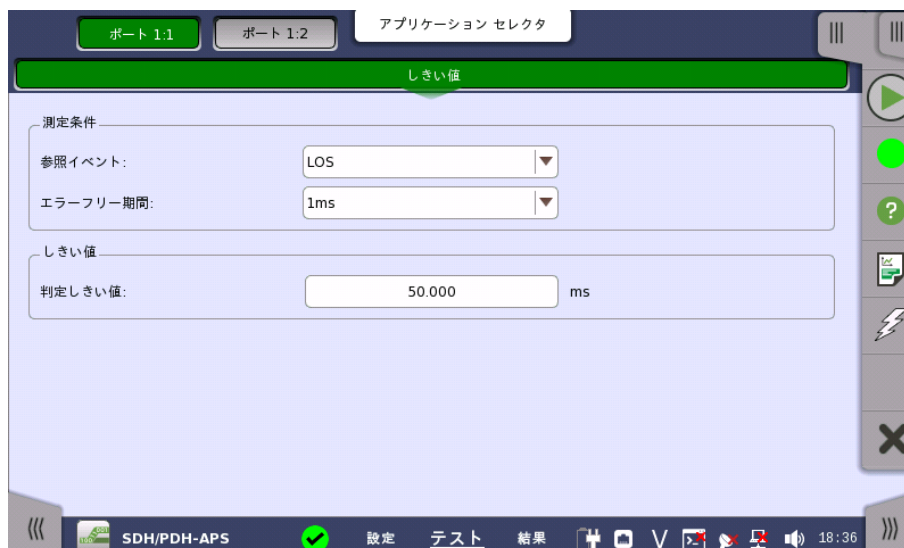 ポート 1:1 ポート 1:2 アプリケーション セレクタ
しきい値
測定条件
参照イベント: LOS
エラーフリー期間: 1ms
しきい値
判定しきい値: 50.000 ms
SDH/PDH-APS 設定 テスト 結果 18:36